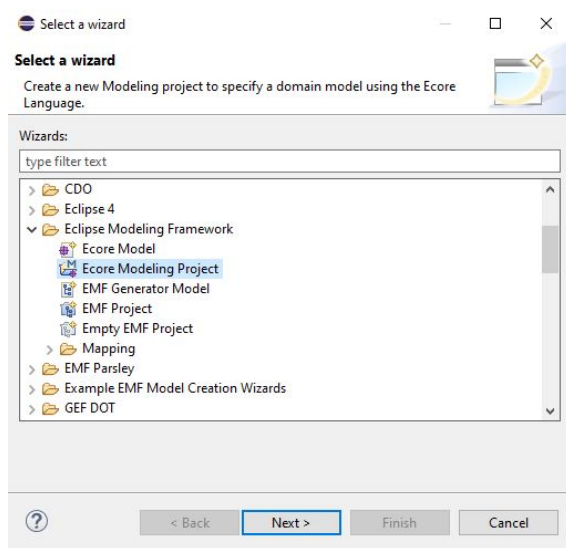 Select a wizard
Select a wizard
Create a new Modeling project to specify a domain model using the Ecore
Language.
Wizards:
type filter text
CDO
Eclipse 4
Eclipse Modeling Framework
Ecore Model
Ecore Modeling Project
EMF Generator Model
EMF Project
Empty EMF Project
Mapping
EMF Parsley
Example EMF Model Creation Wizards
GEF DOT
? < Back Next > Finish Cancel